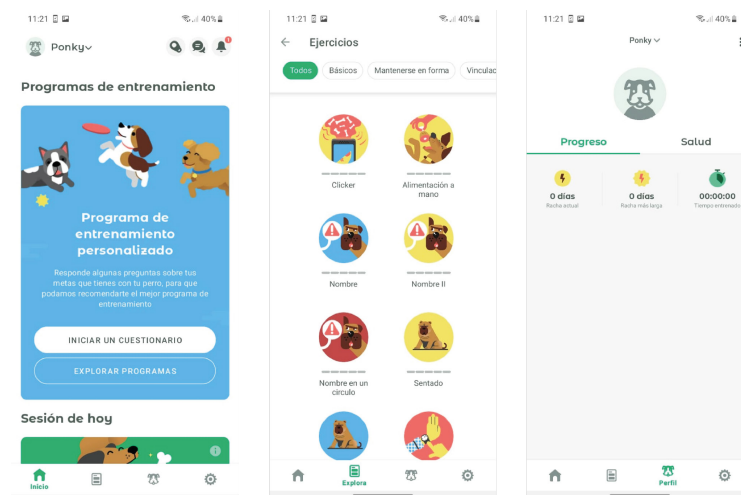 11:21
40%
Ponky
Programas de entrenamiento
Programa de
entrenamiento
personalizado
Responde algunas preguntas sobre tus
metas que tienes con tu perro, para que
podamos recomendarte el mejor programa de
entrenamiento
INICIAR UN CUESTIONARIO
EXPLORAR PROGRAMAS
Sesión de hoy
Inicio
11:21
40%
Ejercicios
Todos
Básicos
Mantenerse en forma
Vinculac
Clicker
Alimentación a
mano
Nombre
Nombre II
Nombre en un
círculo
Sentado
Explora
11:21
40%
Ponky
Progreso
Salud
0 días
Racha actual
0 días
Racha más larga
00:00:00
Tiempo entrenado
Perfil